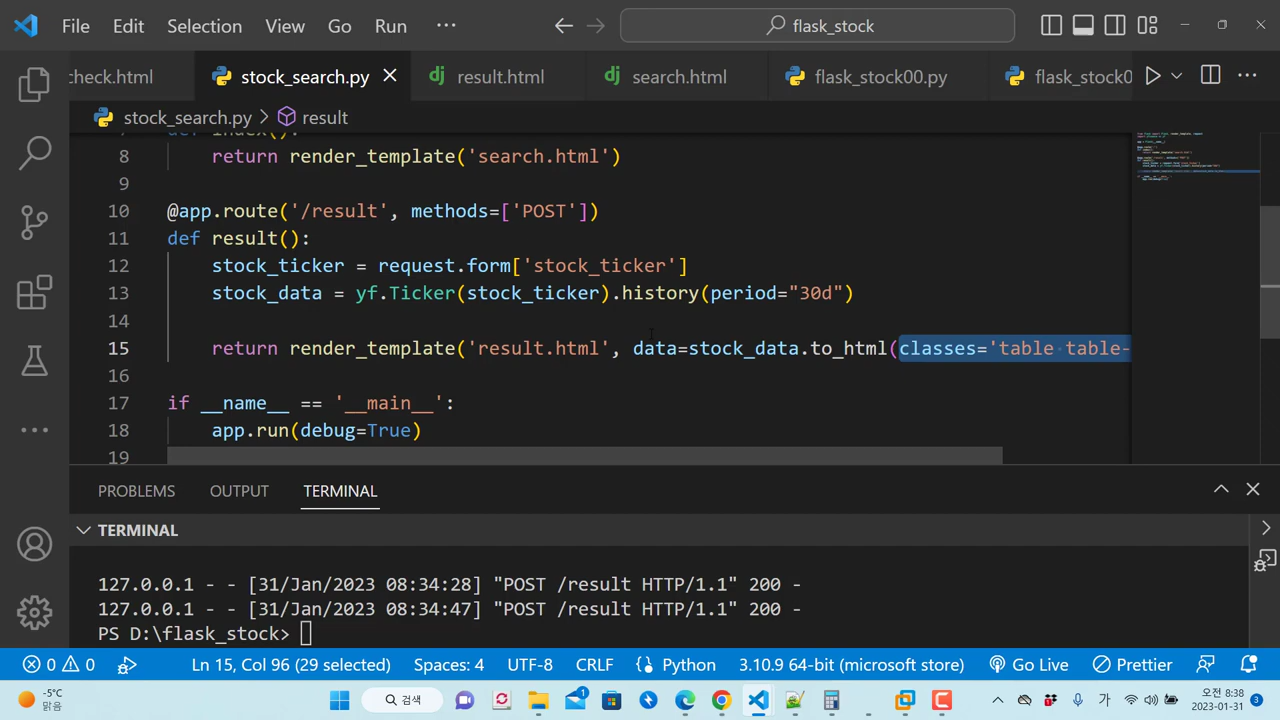 File Edit Selection View Go Run ··· flask_stock
check.html stock_search.py result.html search.html flask_stock00.py flask_stock0
stock_search.py > result
def index():
8 return render_template('search.html')
9
10 @app.route('/result', methods=['POST'])
11 def result():
12 stock_ticker = request.form['stock_ticker']
13 stock_data = yf.Ticker(stock_ticker).history(period="30d")
14
15 return render_template('result.html', data=stock_data.to_html(classes='table table-
16
17 if __name__ == '__main__':
18 app.run(debug=True)
19
PROBLEMS OUTPUT TERMINAL
TERMINAL
127.0.0.1 - - [31/Jan/2023 08:34:28] "POST /result HTTP/1.1" 200 -
127.0.0.1 - - [31/Jan/2023 08:34:47] "POST /result HTTP/1.1" 200 -
PS D:\flask_stock>
0 0 Ln 15, Col 96 (29 selected) Spaces: 4 UTF-8 CRLF Python 3.10.9 64-bit (microsoft store) Go Live Prettier
-5°C
맑음
검색
1
가
오전 8:38
2023-01-31
3